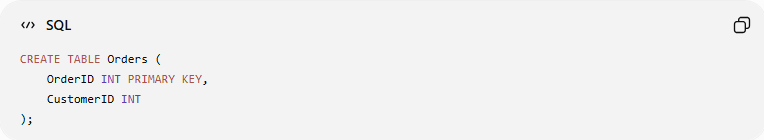 SQL
CREATE TABLE Orders (
    OrderID INT PRIMARY KEY,
    CustomerID INT
);